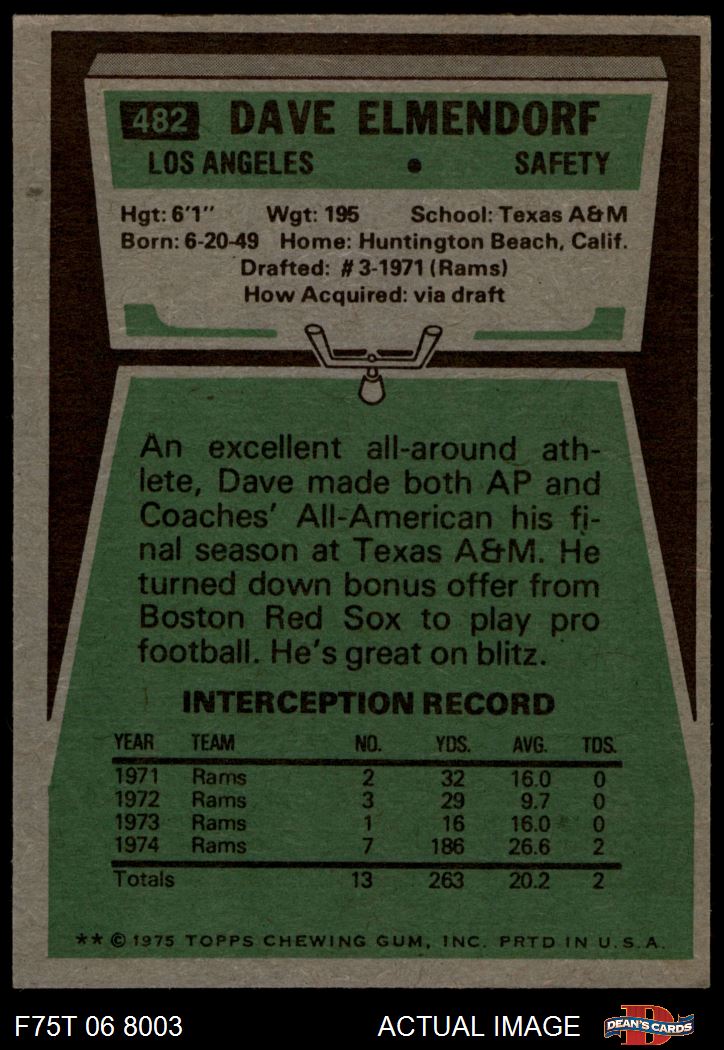 482 DAVE ELMENDORF
LOS ANGELES • SAFETY
Hgt: 6'1" Wgt: 195 School: Texas A&M
Born: 6-20-49 Home: Huntington Beach, Calif.
Drafted: #3-1971 (Rams)
How Acquired: via draft
An excellent all-around ath-
lete, Dave made both AP and
Coaches' All-American his fi-
nal season at Texas A&M. He
turned down bonus offer from
Boston Red Sox to play pro
football. He's great on blitz.
INTERCEPTION RECORD
YEAR TEAM NO. YDS. AVG. TDS.
1971 Rams 2 32 16.0 0
1972 Rams 3 29 9.7 0
1973 Rams 1 16 16.0 0
1974 Rams 7 186 26.6 2
Totals 13 263 20.2 2
** © 1975 TOPPS CHEWING GUM, INC. PRTD IN U.S.A.
F75T 06 8003 ACTUAL IMAGE D DEAN'S CARDS